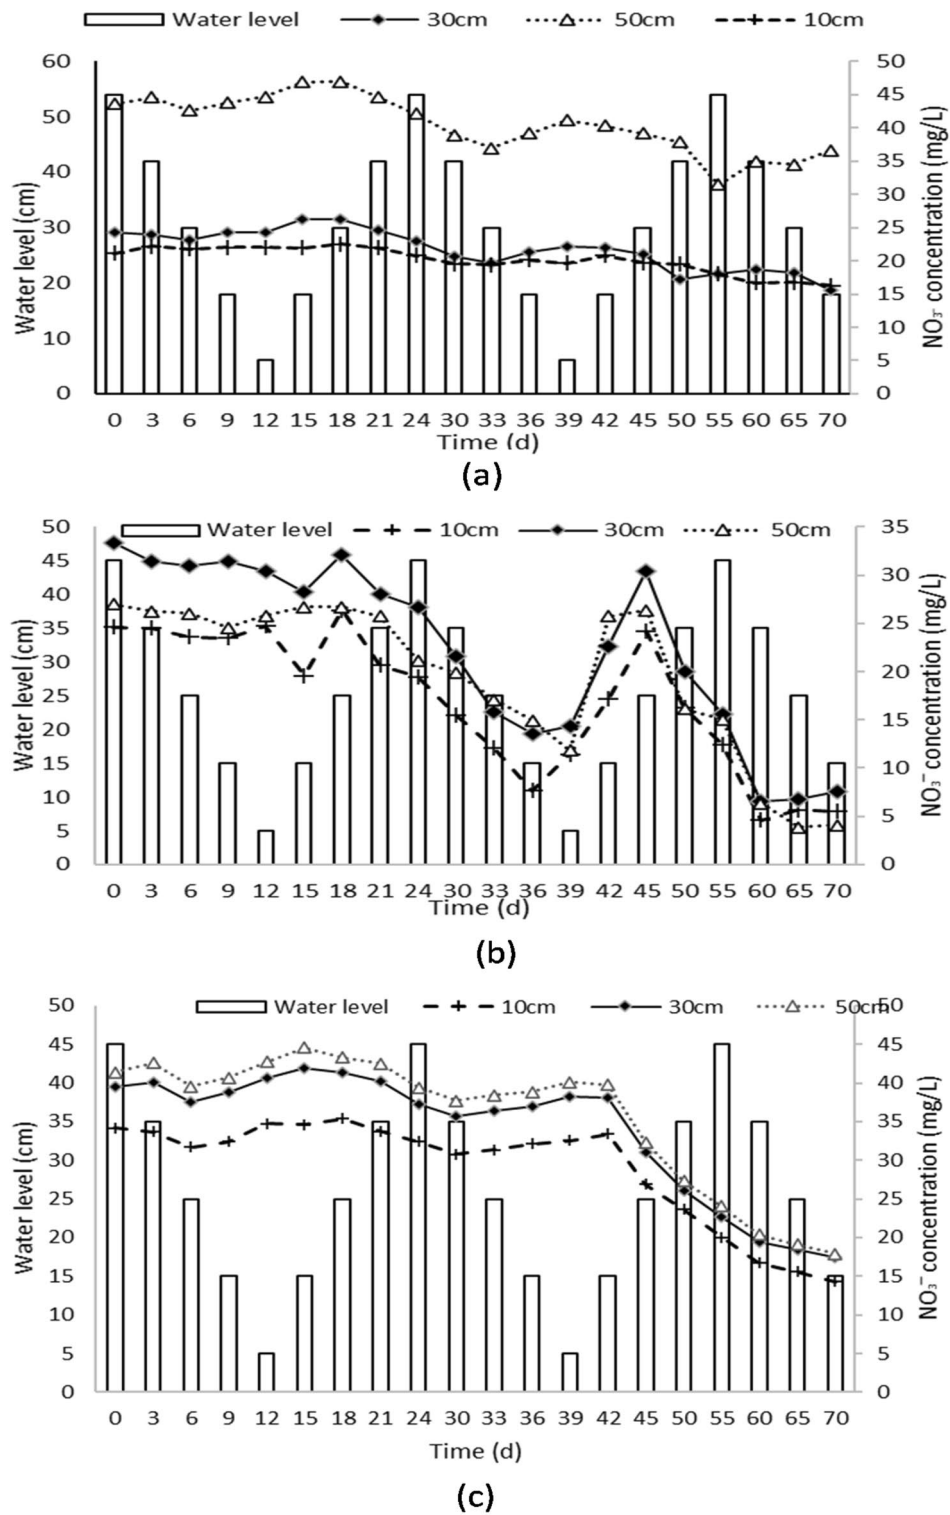 Water level 30cm 50cm 10cm
60 50
45
50 40
40 35
30
30 25
20
20 15
10
10 5
0 0
Water level (cm)
NO₃⁻ concentration (mg/L)
0 3 6 9 12 15 18 21 24 30 33 36 39 42 45 50 55 60 65 70
Time (d)
(a)
Water level 10cm 30cm 50cm
50 35
45 30
40
35 25
30 20
25
20 15
15 10
10
5 5
0 0
Water level (cm)
NO₃⁻ concentration (mg/L)
0 3 6 9 12 15 18 21 24 30 33 36 39 42 45 50 55 60 65 70
Time (d)
(b)
Water level 10cm 30cm 50cm
50 50
45 45
40 40
35 35
30 30
25 25
20 20
15 15
10 10
5 5
0 0
Water level (cm)
NO₃⁻ concentration (mg/L)
0 3 6 9 12 15 18 21 24 30 33 36 39 42 45 50 55 60 65 70
Time (d)
(c)